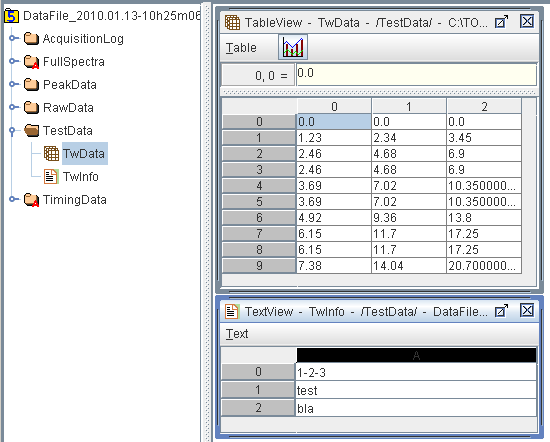 DataFile_2010.01.13-10h25m06
AcquisitionLog
FullSpectra
PeakData
RawData
TestData
TwData
TwInfo
TimingData
TableView - TwData - /TestData/ - C:\TO...
Table
0, 0 =
0.0
0 1 2
0 0.0 0.0 0.0
1 1.23 2.34 3.45
2 2.46 4.68 6.9
3 2.46 4.68 6.9
4 3.69 7.02 10.350000...
5 3.69 7.02 10.350000...
6 4.92 9.36 13.8
7 6.15 11.7 17.25
8 6.15 11.7 17.25
9 7.38 14.04 20.700000...
TextView - TwInfo - /TestData/ - DataFile...
Text
A
0 1-2-3
1 test
2 bla